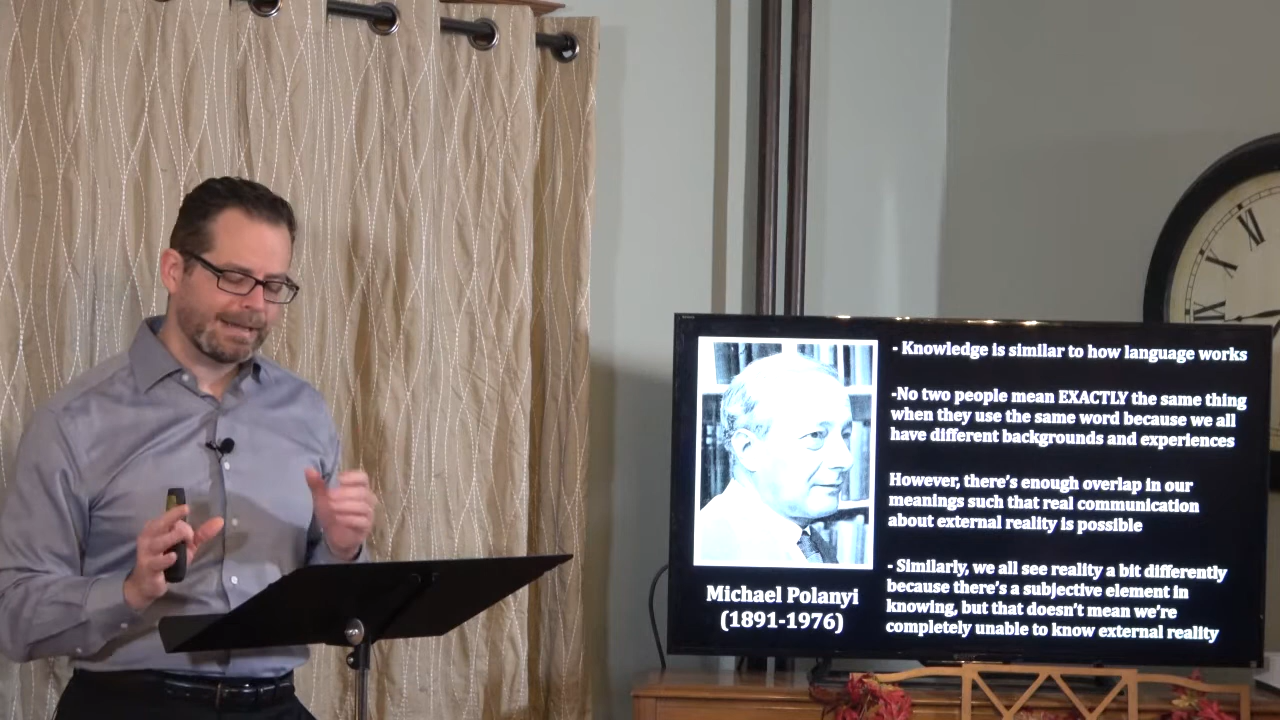 - Knowledge is similar to how language works
-No two people mean EXACTLY the same thing
when they use the same word because we all
have different backgrounds and experiences
However, there's enough overlap in our
meanings such that real communication
about external reality is possible
- Similarly, we all see reality a bit differently
because there's a subjective element in
knowing, but that doesn't mean we're
completely unable to know external reality
Michael Polanyi
(1891-1976)